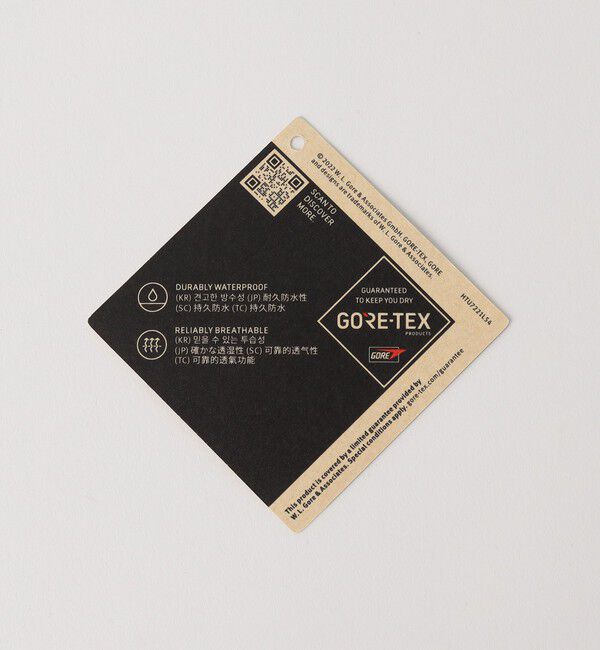 © 2022 W. L. Gore & Associates GmbH. GORE-TEX, GORE
and designs are trademarks of W. L. Gore & Associates.
SCAN TO
DISCOVER
MORE.
HTU7221LS4
DURABLY WATERPROOF
(KR) 견고한 방수성 (JP) 耐久防水性
(SC) 持久防水 (TC) 持久防水
RELIABLY BREATHABLE
(KR) 믿을 수 있는 투습성
(JP) 確かな透湿性 (SC) 可靠的透气性
(TC) 可靠的透氣功能
GUARANTEED
TO KEEP YOU DRY
GORE-TEX
PRODUCTS
GORE
This product is covered by a limited guarantee provided by
W. L. Gore & Associates. Special conditions apply. gore-tex.com/guarantee